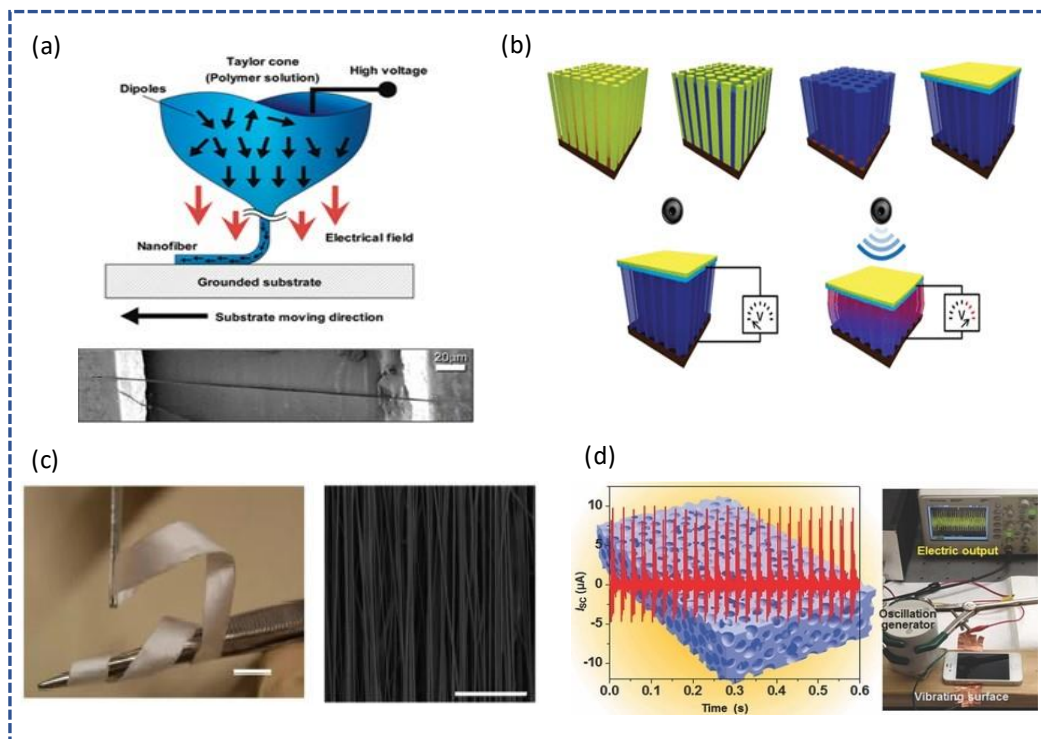 (a)
Taylor cone
(Polymer solution)
High voltage
Dipoles
Nanofiber
Electrical field
Grounded substrate
Substrate moving direction
20μm
(b)
V
V
(c)
(d)
10
5
0
-5
-10
I_SC (μA)
0.0 0.1 0.2 0.3 0.4 0.5 0.6
Time (s)
Electric output
Oscillation
generator
Vibrating surface